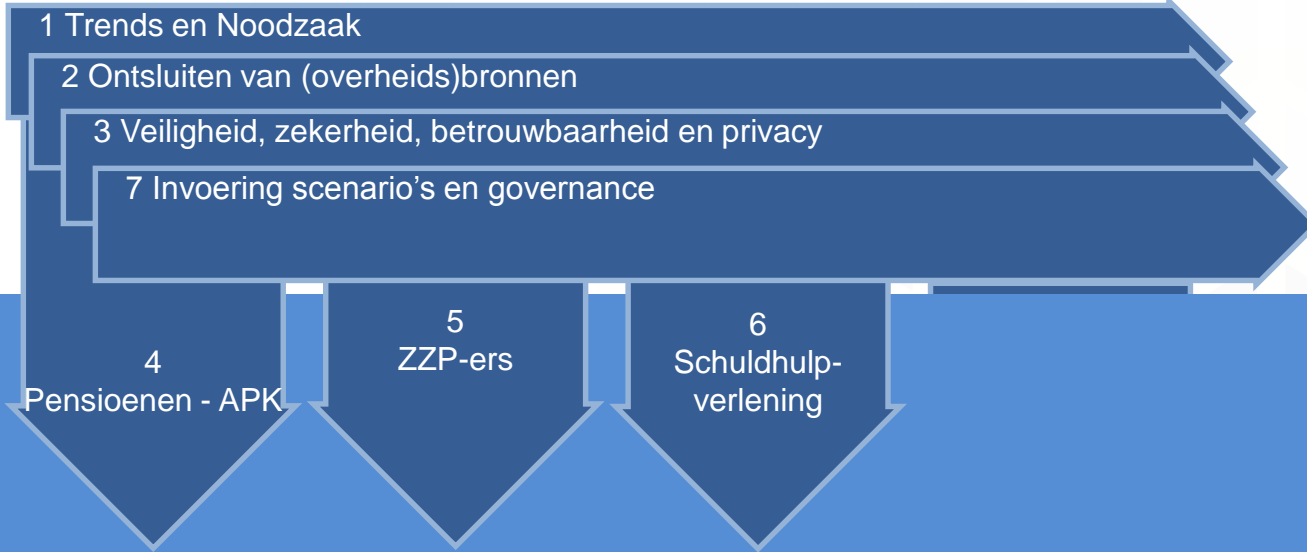 1 Trends en Noodzaak
2 Ontsluiten van (overheids)bronnen
3 Veiligheid, zekerheid, betrouwbaarheid en privacy
7 Invoering scenario’s en governance
4
Pensioenen - APK
5
ZZP-ers
6
Schuldhulp-
verlening